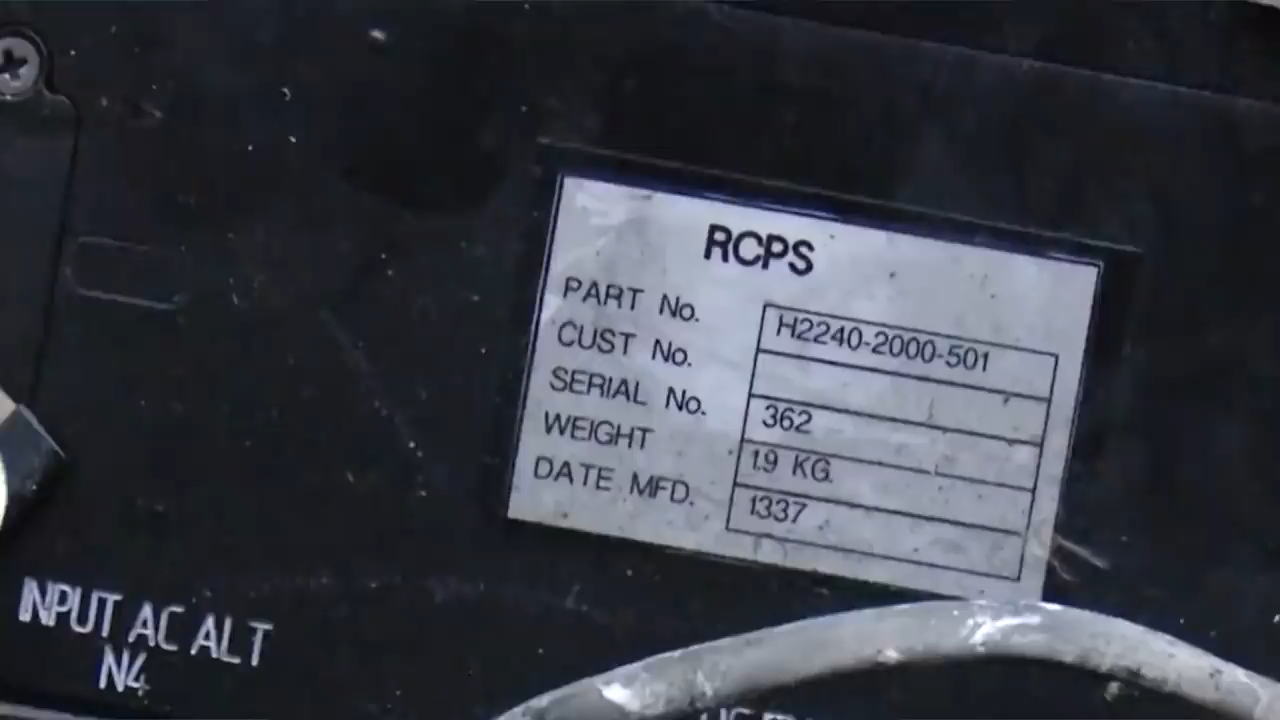 RCPS
PART No. H2240-2000-501
CUST No.
SERIAL No. 362
WEIGHT 1.9 KG.
DATE MFD. 1337
INPUT AC ALT
N4